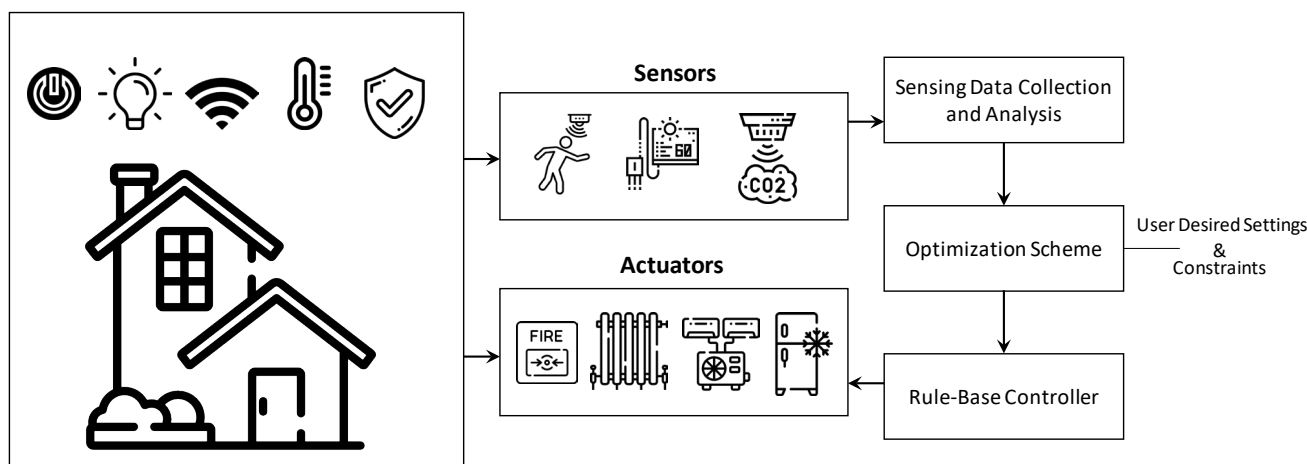 Sensors
60
CO2
Sensing Data Collection
and Analysis
Optimization Scheme
User Desired Settings
&
Constraints
Actuators
FIRE
Rule-Base Controller